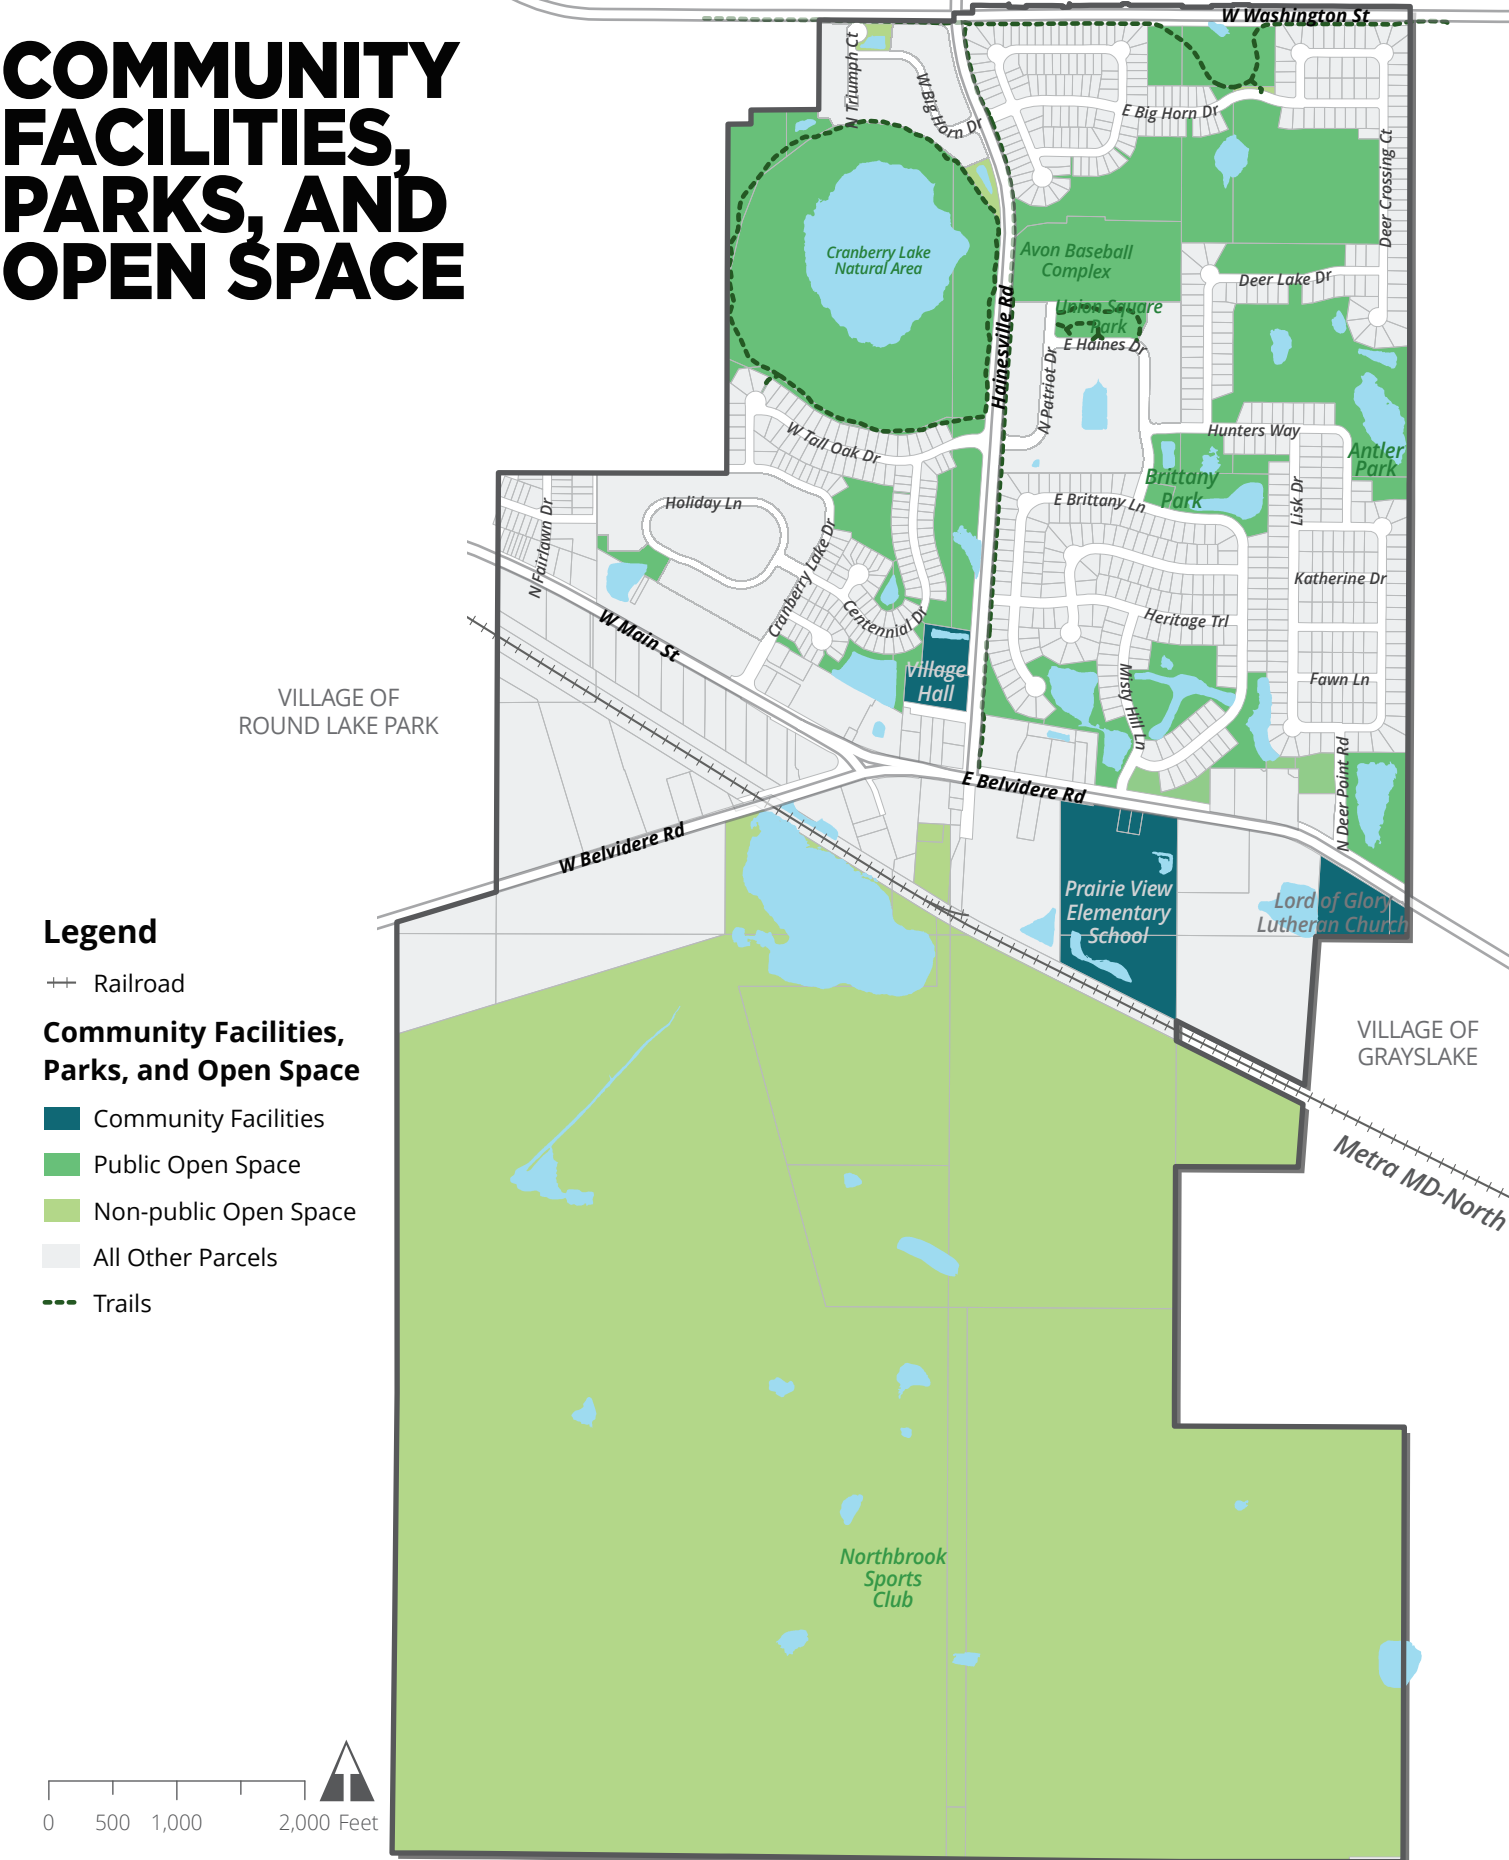 COMMUNITY
FACILITIES,
PARKS, AND
OPEN SPACE
W Washington St
N Triumph Ct
W Big Horn Dr
E Big Horn Dr
Deer Crossing Ct
Cranberry Lake
Natural Area
Avon Baseball
Complex
Deer Lake Dr
Union Square
Park
E Haines Dr
Hainesville Rd
N Patriot Dr
W Tall Oak Dr
Hunters Way
Antler
Park
Brittany
Park
Lisk Dr
E Brittany Ln
Holiday Ln
N Fairlawn Dr
Cranberry Lake Dr
Centennial Dr
Katherine Dr
Heritage Trl
W Main St
Village
Hall
Misty Hill Ln
Fawn Ln
N Deer Point Rd
VILLAGE OF
ROUND LAKE PARK
E Belvidere Rd
W Belvidere Rd
Prairie View
Elementary
School
Lord of Glory
Lutheran Church
VILLAGE OF
GRAYSLAKE
Metra MD-North
Legend
Railroad
Community Facilities,
Parks, and Open Space
Community Facilities
Public Open Space
Non-public Open Space
All Other Parcels
Trails
Northbrook
Sports
Club
0 500 1,000 2,000 Feet